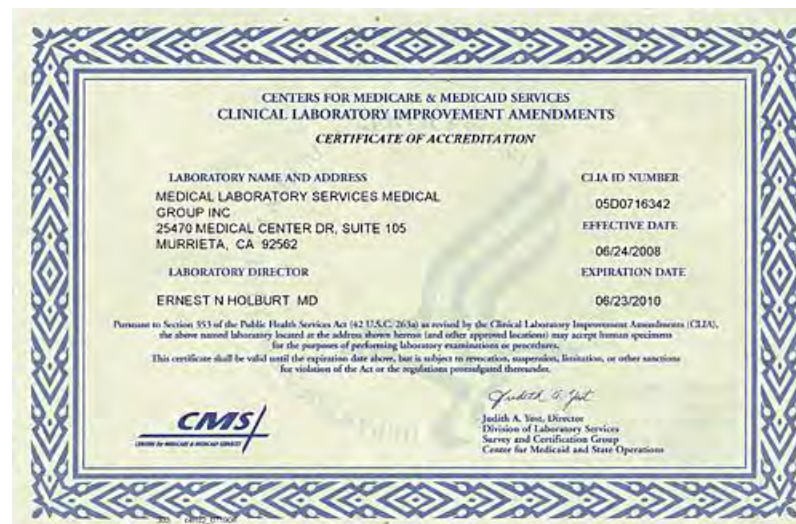 CENTERS FOR MEDICARE & MEDICAID SERVICES
CLINICAL LABORATORY IMPROVEMENT AMENDMENTS
CERTIFICATE OF ACCREDITATION
LABORATORY NAME AND ADDRESS
MEDICAL LABORATORY SERVICES MEDICAL
GROUP INC
25470 MEDICAL CENTER DR, SUITE 105
MURRIETA, CA 92562
LABORATORY DIRECTOR
ERNEST N HOLBURT MD
CLIA ID NUMBER
05D0716342
EFFECTIVE DATE
06/24/2008
EXPIRATION DATE
06/23/2010
Pursuant to Section 353 of the Public Health Services Act (42 U.S.C. 263a) as revised by the Clinical Laboratory Improvement Amendments (CLIA),
the above named laboratory located at the address shown hereon (and other approved locations) may accept human specimens
for the purposes of performing laboratory examinations or procedures.
This certificate shall be valid until the expiration date above, but is subject to revocation, suspension, limitation, or other sanctions
for violation of the Act or the regulations promulgated thereunder.
CMS
CENTERS for MEDICARE & MEDICAID SERVICES
Judith A. Yost
Judith A. Yost, Director
Division of Laboratory Services
Survey and Certification Group
Center for Medicaid and State Operations